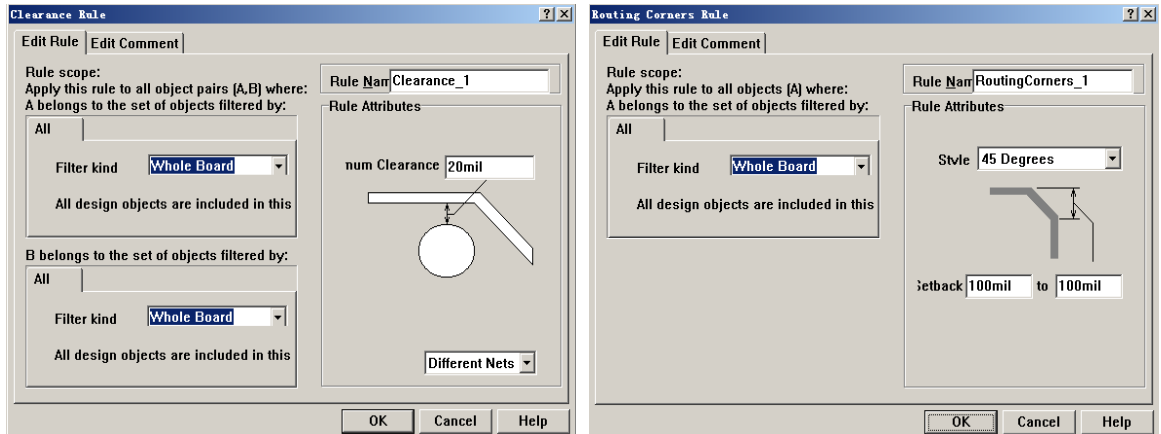 Clearance Rule
Edit Rule Edit Comment
Rule scope:
Apply this rule to all object pairs (A,B) where:
A belongs to the set of objects filtered by:
All
Filter kind Whole Board
All design objects are included in this
B belongs to the set of objects filtered by:
All
Filter kind Whole Board
All design objects are included in this
Rule Nam Clearance_1
Rule Attributes
num Clearance 20mil
Different Nets
OK Cancel Help
Routing Corners Rule
Edit Rule Edit Comment
Rule scope:
Apply this rule to all objects (A) where:
A belongs to the set of objects filtered by:
All
Filter kind Whole Board
All design objects are included in this
Rule Nam RoutingCorners_1
Rule Attributes
Style 45 Degrees
Setback 100mil to 100mil
OK Cancel Help